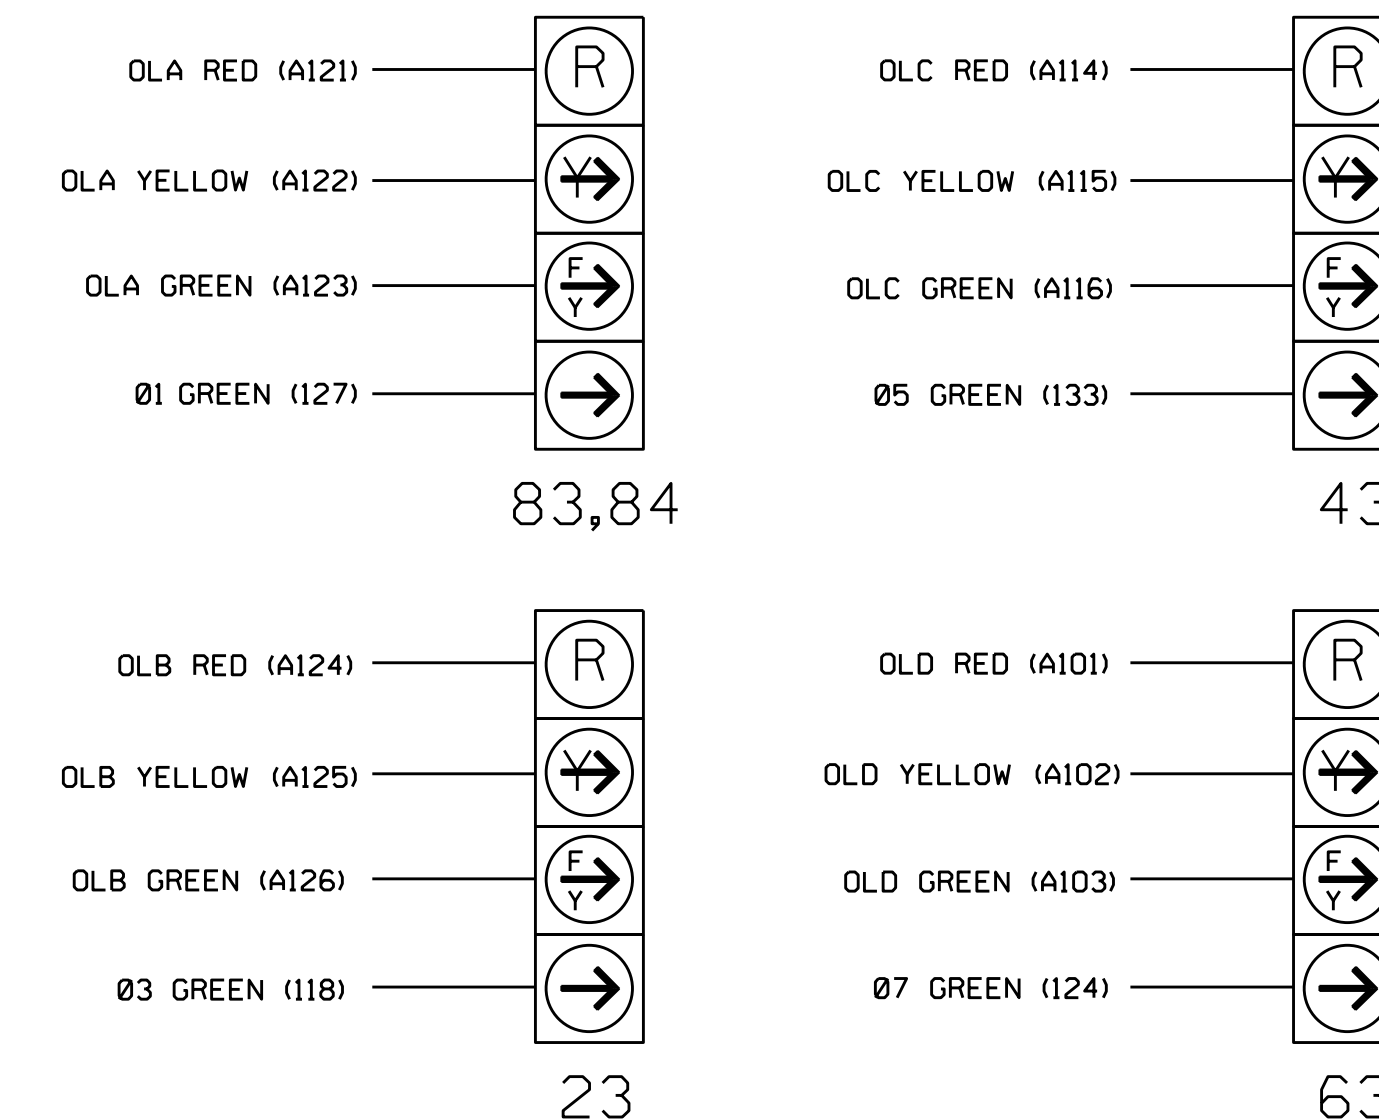 OLA RED (A121) R
OLA YELLOW (A122) Y
OLA GREEN (A123) F Y
Ø1 GREEN (127)
83,84
OLC RED (A114) R
OLC YELLOW (A115) Y
OLC GREEN (A116) F Y
Ø5 GREEN (133)
43
OLB RED (A124) R
OLB YELLOW (A125) Y
OLB GREEN (A126) F Y
Ø3 GREEN (118)
23
OLD RED (A101) R
OLD YELLOW (A102) Y
OLD GREEN (A103) F Y
Ø7 GREEN (124)
63